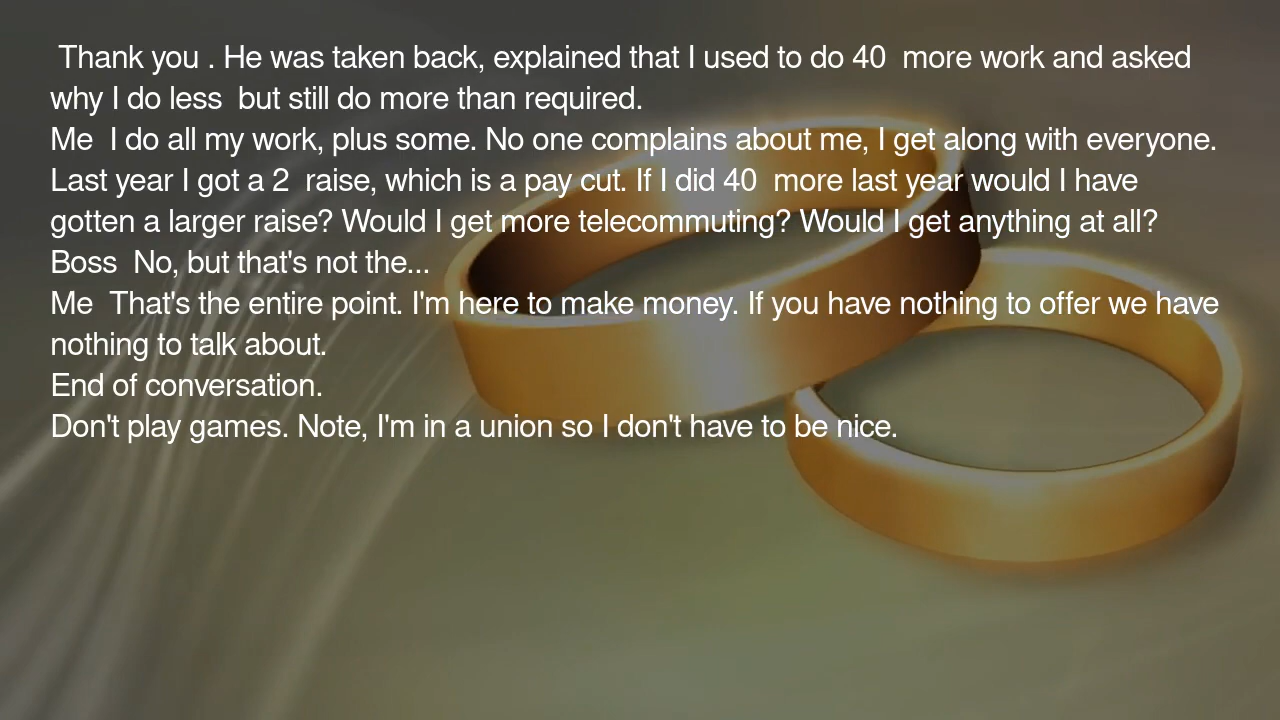 Thank you . He was taken back, explained that I used to do 40  more work and asked
why I do less  but still do more than required.
Me  I do all my work, plus some. No one complains about me, I get along with everyone.
Last year I got a 2  raise, which is a pay cut. If I did 40  more last year would I have
gotten a larger raise? Would I get more telecommuting? Would I get anything at all?
Boss  No, but that's not the...
Me  That's the entire point. I'm here to make money. If you have nothing to offer we have
nothing to talk about.
End of conversation.
Don't play games. Note, I'm in a union so I don't have to be nice.